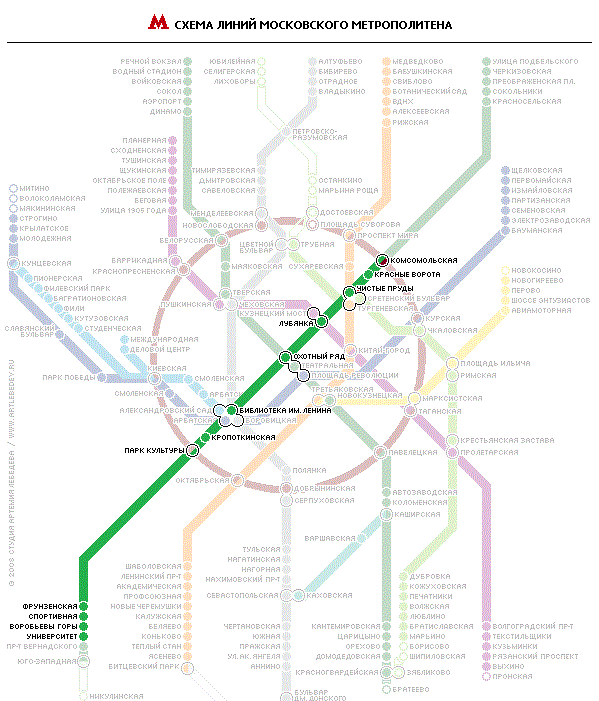 СХЕМА ЛИНИЙ МОСКОВСКОГО МЕТРОПОЛИТЕНА
РЕЧНОЙ ВОКЗАЛ
ВОДНЫЙ СТАДИОН
ВОЙКОВСКАЯ
СОКОЛ
АЭРОПОРТ
ДИНАМО
ЮБИЛЕЙНАЯ
СЕЛИГЕРСКАЯ
ЛИХОБОРЫ
АЛТУФЬЕВО
БИБИРЕВО
ОТРАДНОЕ
ВЛАДЫКИНО
ПЕТРОВСКО-
РАЗУМОВСКАЯ
МЕДВЕДКОВО
БАБУШКИНСКАЯ
СВИБЛОВО
БОТАНИЧЕСКИЙ САД
ВДНХ
АЛЕКСЕЕВСКАЯ
РИЖСКАЯ
УЛИЦА ПОДБЕЛЬСКОГО
ЧЕРКИЗОВСКАЯ
ПРЕОБРАЖЕНСКАЯ ПЛ.
СОКОЛЬНИКИ
КРАСНОСЕЛЬСКАЯ
ПЛАНЕРНАЯ
СХОДНЕНСКАЯ
ТУШИНСКАЯ
ЩУКИНСКАЯ
ОКТЯБРЬСКОЕ ПОЛЕ
ПОЛЕЖАЕВСКАЯ
БЕГОВАЯ
УЛИЦА 1905 ГОДА
ТИМИРЯЗЕВСКАЯ
ДМИТРОВСКАЯ
САВЕЛОВСКАЯ
МЕНДЕЛЕЕВСКАЯ
НОВОСЛОБОДСКАЯ
ОСТАНКИНО
МАРЬИНА РОЩА
ДОСТОЕВСКАЯ
ПЛОЩАДЬ СУВОРОВА
ПРОСПЕКТ МИРА
ЩЕЛКОВСКАЯ
ПЕРВОМАЙСКАЯ
ИЗМАЙЛОВСКАЯ
ПАРТИЗАНСКАЯ
СЕМЕНОВСКАЯ
ЭЛЕКТРОЗАВОДСКАЯ
БАУМАНСКАЯ
МИТИНО
ВОЛОКОЛАМСКАЯ
МЯКИНИНСКАЯ
СТРОГИНО
КРЫЛАТСКОЕ
МОЛОДЕЖНАЯ
КУНЦЕВСКАЯ
ПИОНЕРСКАЯ
ФИЛЕВСКИЙ ПАРК
БАГРАТИОНОВСКАЯ
ФИЛИ
КУТУЗОВСКАЯ
СТУДЕНЧЕСКАЯ
СЛАВЯНСКИЙ
БУЛЬВАР
ПАРК ПОБЕДЫ
МЕЖДУНАРОДНАЯ
ДЕЛОВОЙ ЦЕНТР
КИЕВСКАЯ
СМОЛЕНСКАЯ
СМОЛЕНСКАЯ
БЕЛОРУССКАЯ
БАРРИКАДНАЯ
КРАСНОПРЕСНЕНСКАЯ
МАЯКОВСКАЯ
ЦВЕТНОЙ
БУЛЬВАР
ТРУБНАЯ
СУХАРЕВСКАЯ
ТВЕРСКАЯ
ПУШКИНСКАЯ
ЧЕХОВСКАЯ
КУЗНЕЦКИЙ МОСТ
ЛУБЯНКА
КОМСОМОЛЬСКАЯ
КРАСНЫЕ ВОРОТА
ЧИСТЫЕ ПРУДЫ
СРЕТЕНСКИЙ БУЛЬВАР
ТУРГЕНЕВСКАЯ
КУРСКАЯ
ЧКАЛОВСКАЯ
НОВОКОСИНО
НОВОГИРЕЕВО
ПЕРОВО
ШОССЕ ЭНТУЗИАСТОВ
АВИАМОТОРНАЯ
ОХОТНЫЙ РЯД
ТЕАТРАЛЬНАЯ
ПЛОЩАДЬ РЕВОЛЮЦИИ
КИТАЙ-ГОРОД
ПЛОЩАДЬ ИЛЬИЧА
РИМСКАЯ
АЛЕКСАНДРОВСКИЙ САД
БИБЛИОТЕКА ИМ. ЛЕНИНА
АРБАТСКАЯ
БОРОВИЦКАЯ
ТРЕТЬЯКОВСКАЯ
НОВОКУЗНЕЦКАЯ
МАРКСИСТСКАЯ
ТАГАНСКАЯ
КРОПОТКИНСКАЯ
ПАРК КУЛЬТУРЫ
ОКТЯБРЬСКАЯ
ПОЛЯНКА
ДОБРЫНИНСКАЯ
СЕРПУХОВСКАЯ
ПАВЕЛЕЦКАЯ
КРЕСТЬЯНСКАЯ ЗАСТАВА
ПРОЛЕТАРСКАЯ
АВТОЗАВОДСКАЯ
КОЛОМЕНСКАЯ
КАШИРСКАЯ
ВАРШАВСКАЯ
КАХОВСКАЯ
СЕВАСТОПОЛЬСКАЯ
ТУЛЬСКАЯ
НАГАТИНСКАЯ
НАГОРНАЯ
НАХИМОВСКИЙ ПР-Т
ЧЕРТАНОВСКАЯ
ЮЖНАЯ
ПРАЖСКАЯ
УЛ. АК. ЯНГЕЛЯ
АННИНО
БУЛЬВАР
ДМ. ДОНСКОГО
ШАБОЛОВСКАЯ
ЛЕНИНСКИЙ ПР-Т
АКАДЕМИЧЕСКАЯ
ПРОФСОЮЗНАЯ
НОВЫЕ ЧЕРЕМУШКИ
КАЛУЖСКАЯ
БЕЛЯЕВО
КОНЬКОВО
ТЕПЛЫЙ СТАН
ЯСЕНЕВО
БИТЦЕВСКИЙ ПАРК
ФРУНЗЕНСКАЯ
СПОРТИВНАЯ
ВОРОБЬЕВЫ ГОРЫ
УНИВЕРСИТЕТ
ПР-Т ВЕРНАДСКОГО
ЮГО-ЗАПАДНАЯ
НИКУЛИНСКАЯ
КАНТЕМИРОВСКАЯ
ЦАРИЦЫНО
ОРЕХОВО
ДОМОДЕДОВСКАЯ
КРАСНОГВАРДЕЙСКАЯ
БРАТЕЕВО
ДУБРОВКА
КОЖУХОВСКАЯ
ПЕЧАТНИКИ
ВОЛЖСКАЯ
ЛЮБЛИНО
БРАТИСЛАВСКАЯ
МАРЬИНО
БОРИСОВО
ШИПИЛОВСКАЯ
ЗЯБЛИКОВО
ВОЛГОГРАДСКИЙ ПР-Т
ТЕКСТИЛЬЩИКИ
КУЗЬМИНКИ
РЯЗАНСКИЙ ПРОСПЕКТ
ВЫХИНО
ПРОНСКАЯ
© 2005 СТУДИЯ АРТЕМИЯ ЛЕБЕДЕВА / WWW.ARTLEBEDEV.RU